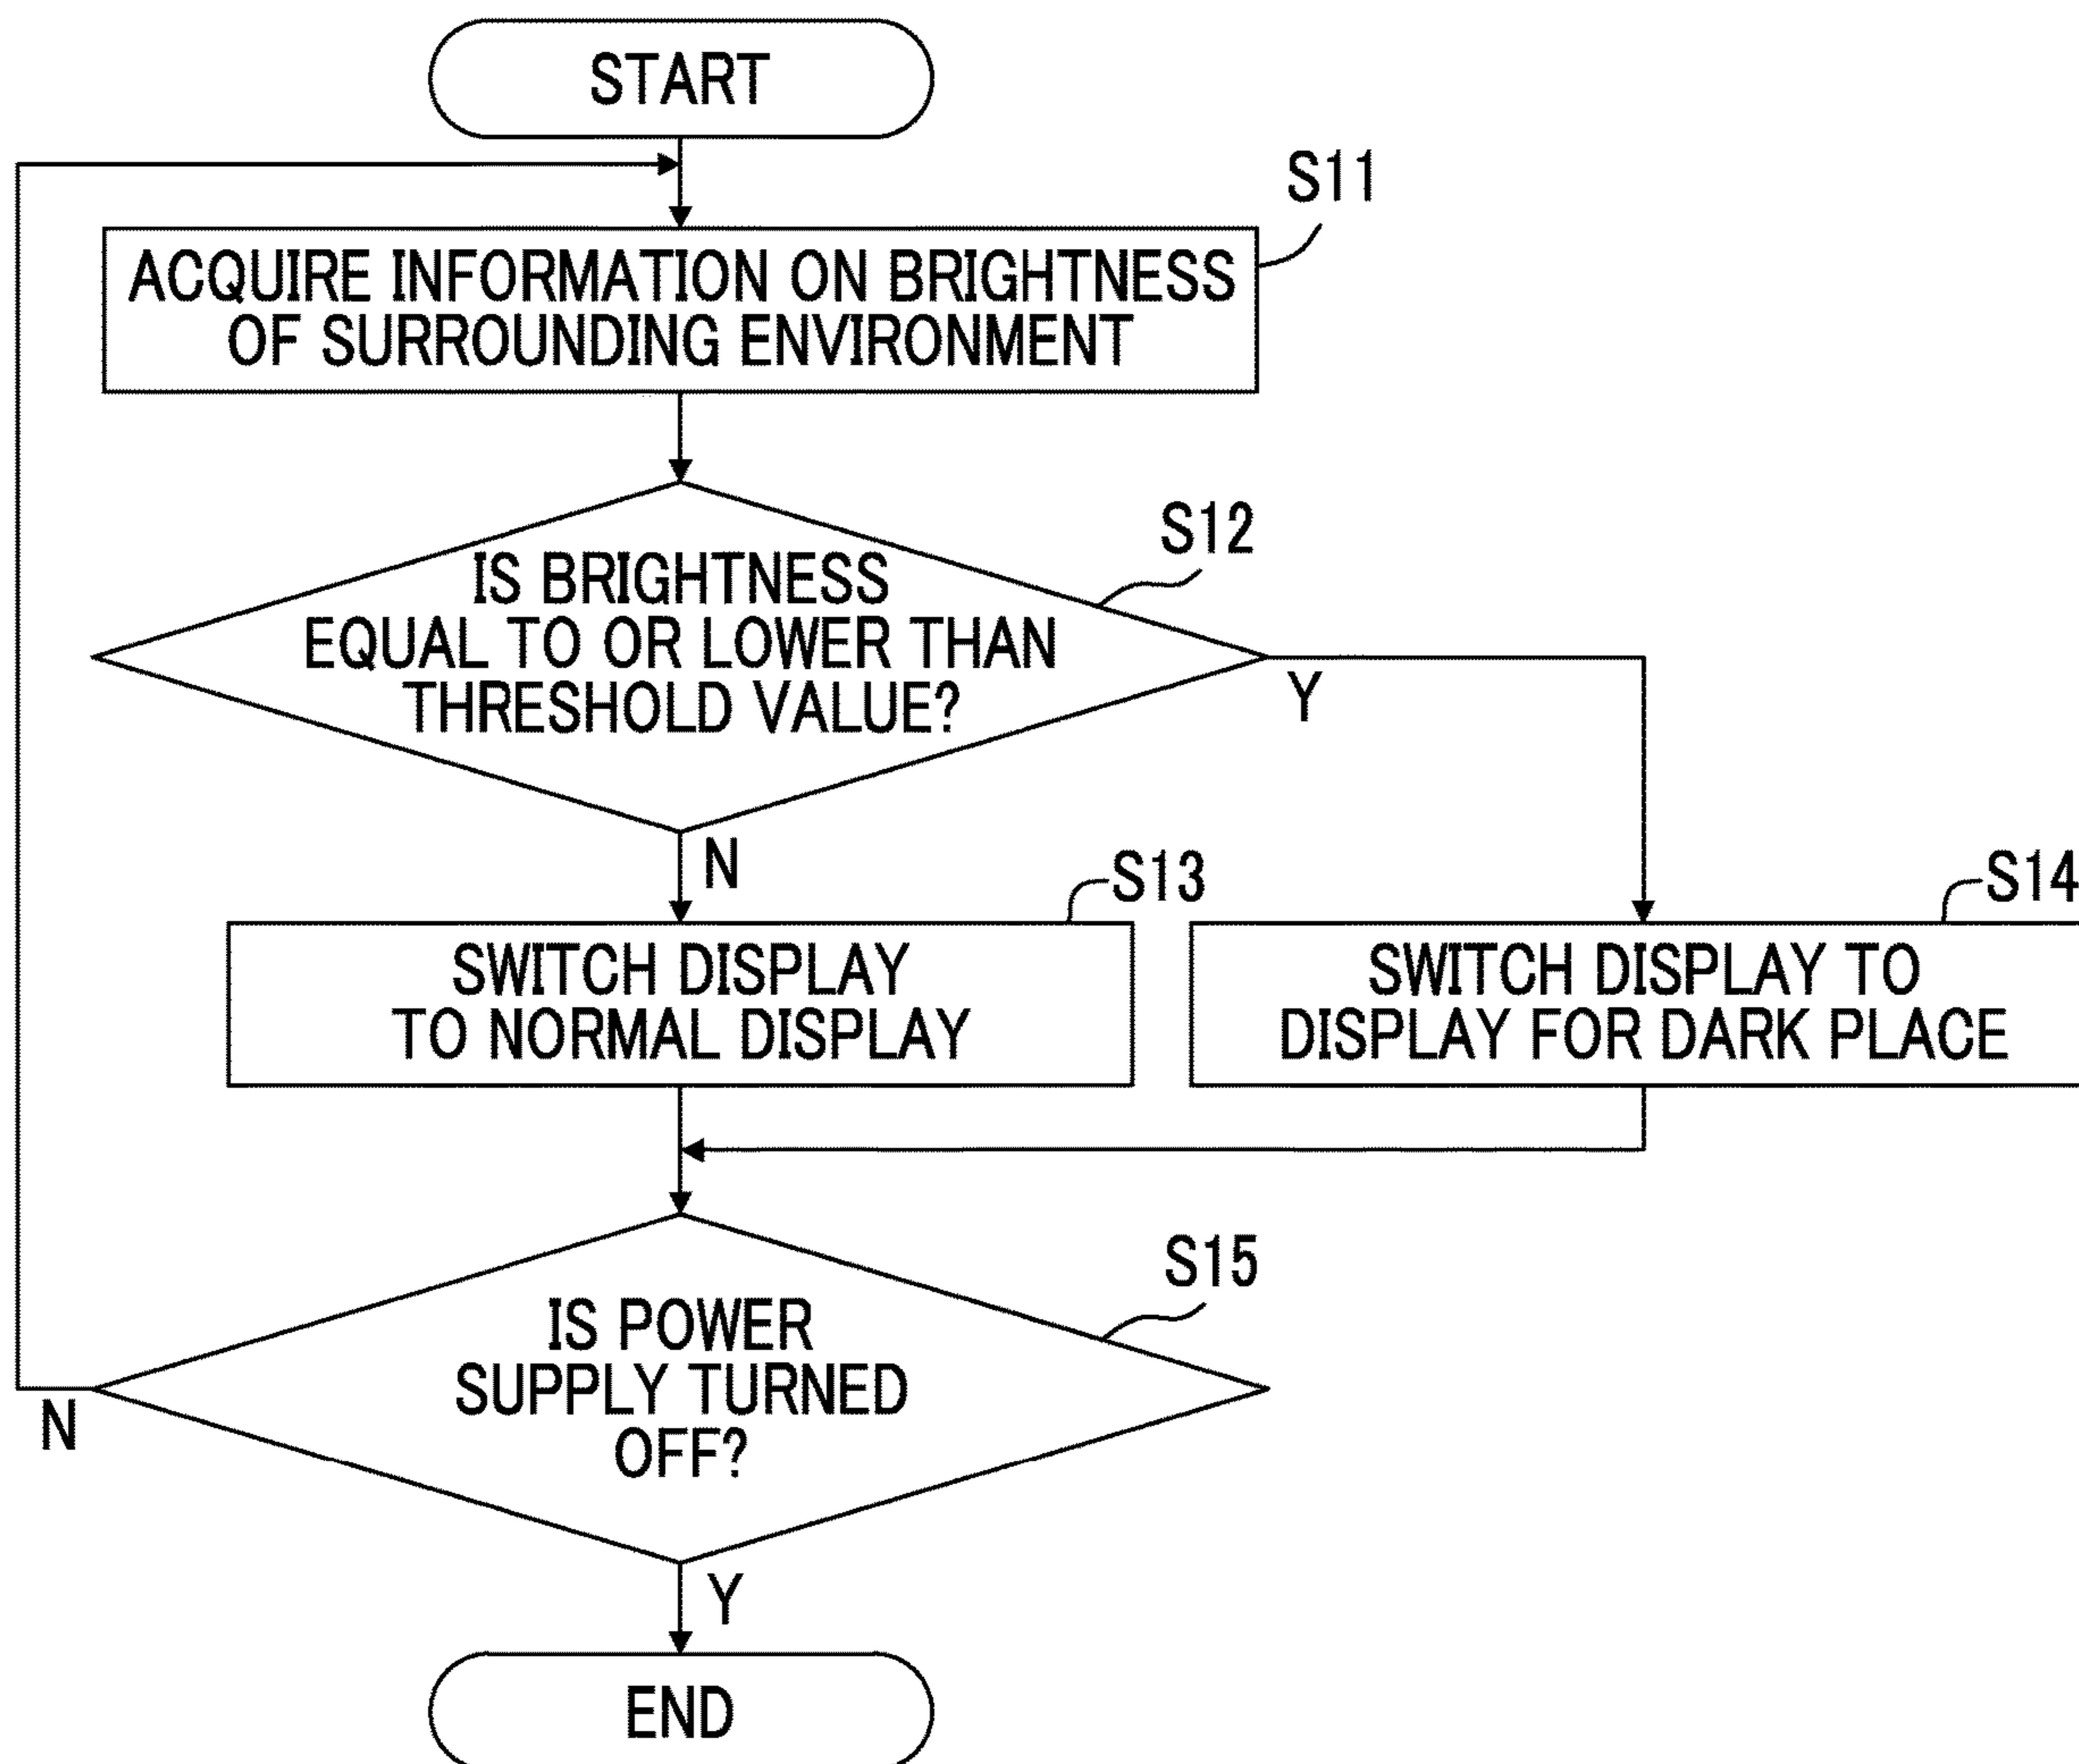 START
S11
ACQUIRE INFORMATION ON BRIGHTNESS
OF SURROUNDING ENVIRONMENT
S12
IS BRIGHTNESS
EQUAL TO OR LOWER THAN
THRESHOLD VALUE?
Y
N
S13
S14
SWITCH DISPLAY
TO NORMAL DISPLAY
SWITCH DISPLAY TO
DISPLAY FOR DARK PLACE
S15
IS POWER
SUPPLY TURNED
OFF?
N
Y
END